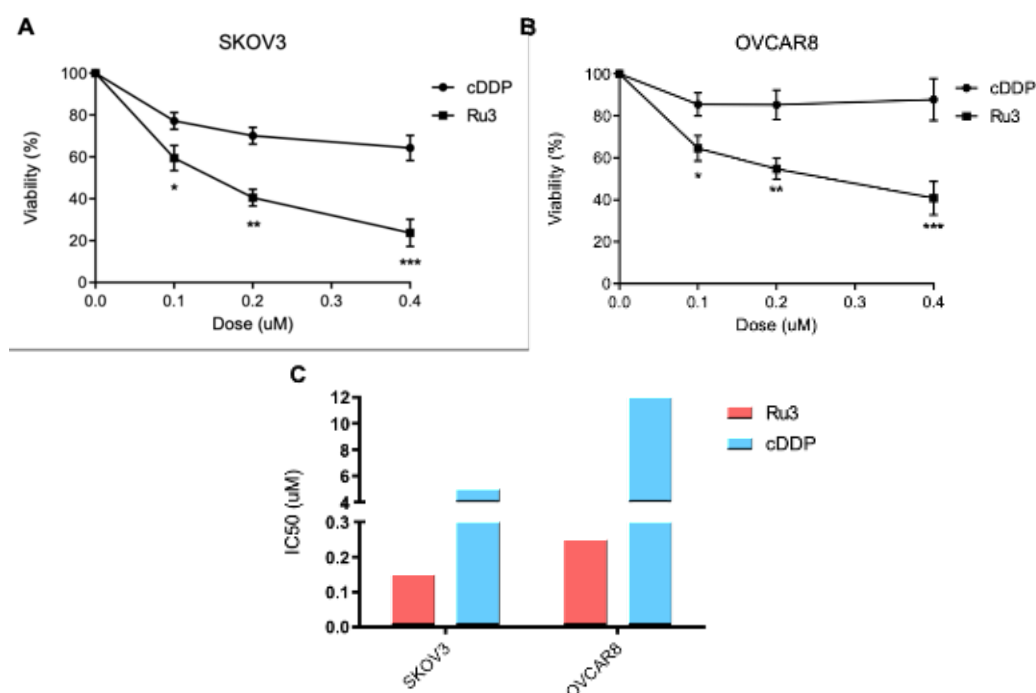 A
SKOV3
Viability (%)
100
80
60
40
20
0
0.0 0.1 0.2 0.3 0.4
Dose (uM)
cDDP
Ru3
*
**
***
B
OVCAR8
Viability (%)
100
80
60
40
20
0
0.0 0.1 0.2 0.3 0.4
Dose (uM)
cDDP
Ru3
*
**
***
C
IC50 (uM)
12
10
8
6
4
0.3
0.2
0.1
0.0
SKOV3
OVCAR8
Ru3
cDDP